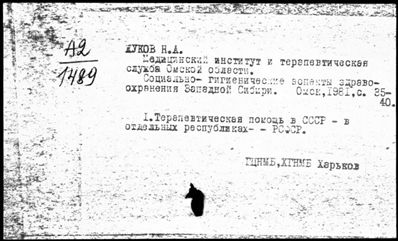 А2
1489
ЖУКОВ Н.А.
Медицинский институт и терапевтическая
служба Омской области.
Социально- гигиенические аспекты здраво-
охранения Западной Сибири. Омск,1981,с. 35-
40.
1.Терапевтическая помощь в СССР - в
отдельных республиках- - РСФСР.
ГЦНМБ,ХГНМБ Харьков